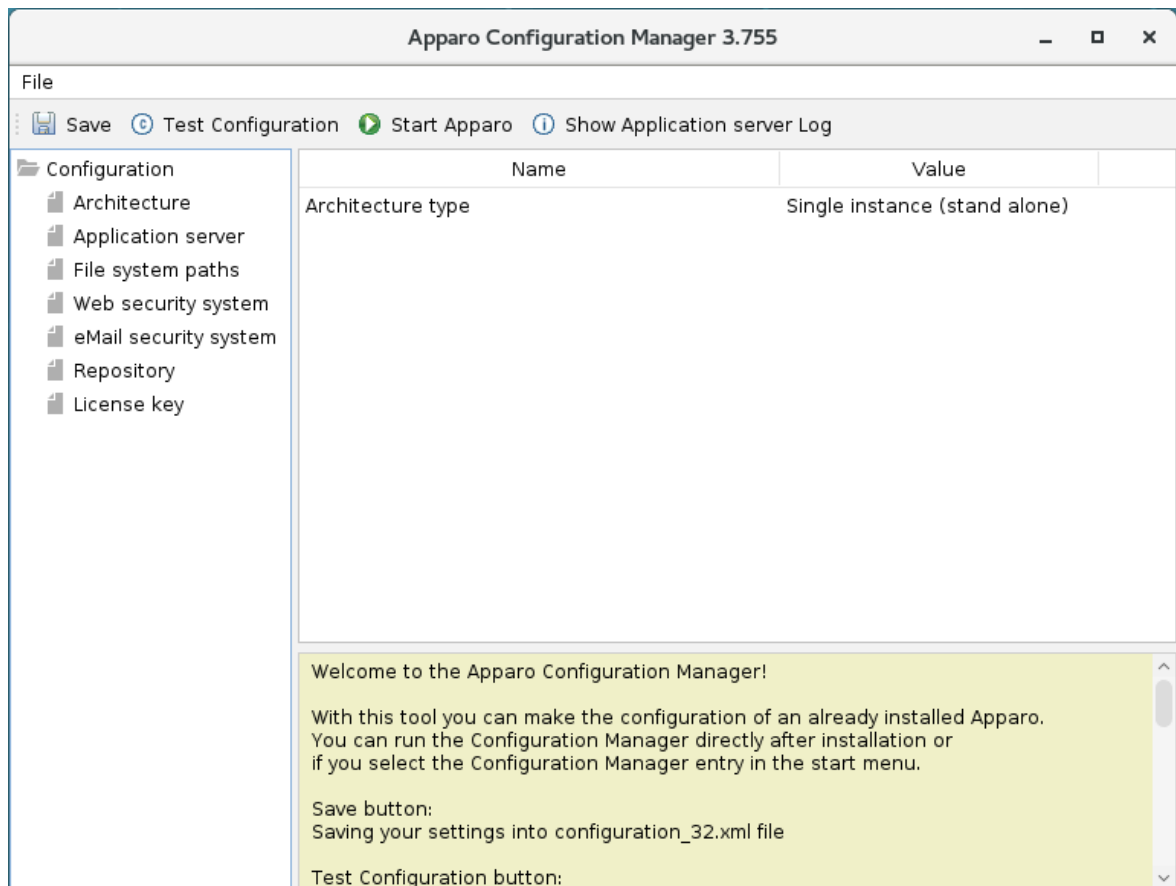 Apparo Configuration Manager 3.755
File
Save Test Configuration Start Apparo Show Application server Log
Configuration
Architecture
Application server
File system paths
Web security system
eMail security system
Repository
License key
Name Value
Architecture type Single instance (stand alone)
Welcome to the Apparo Configuration Manager!
With this tool you can make the configuration of an already installed Apparo.
You can run the Configuration Manager directly after installation or
if you select the Configuration Manager entry in the start menu.
Save button:
Saving your settings into configuration_32.xml file
Test Configuration button: